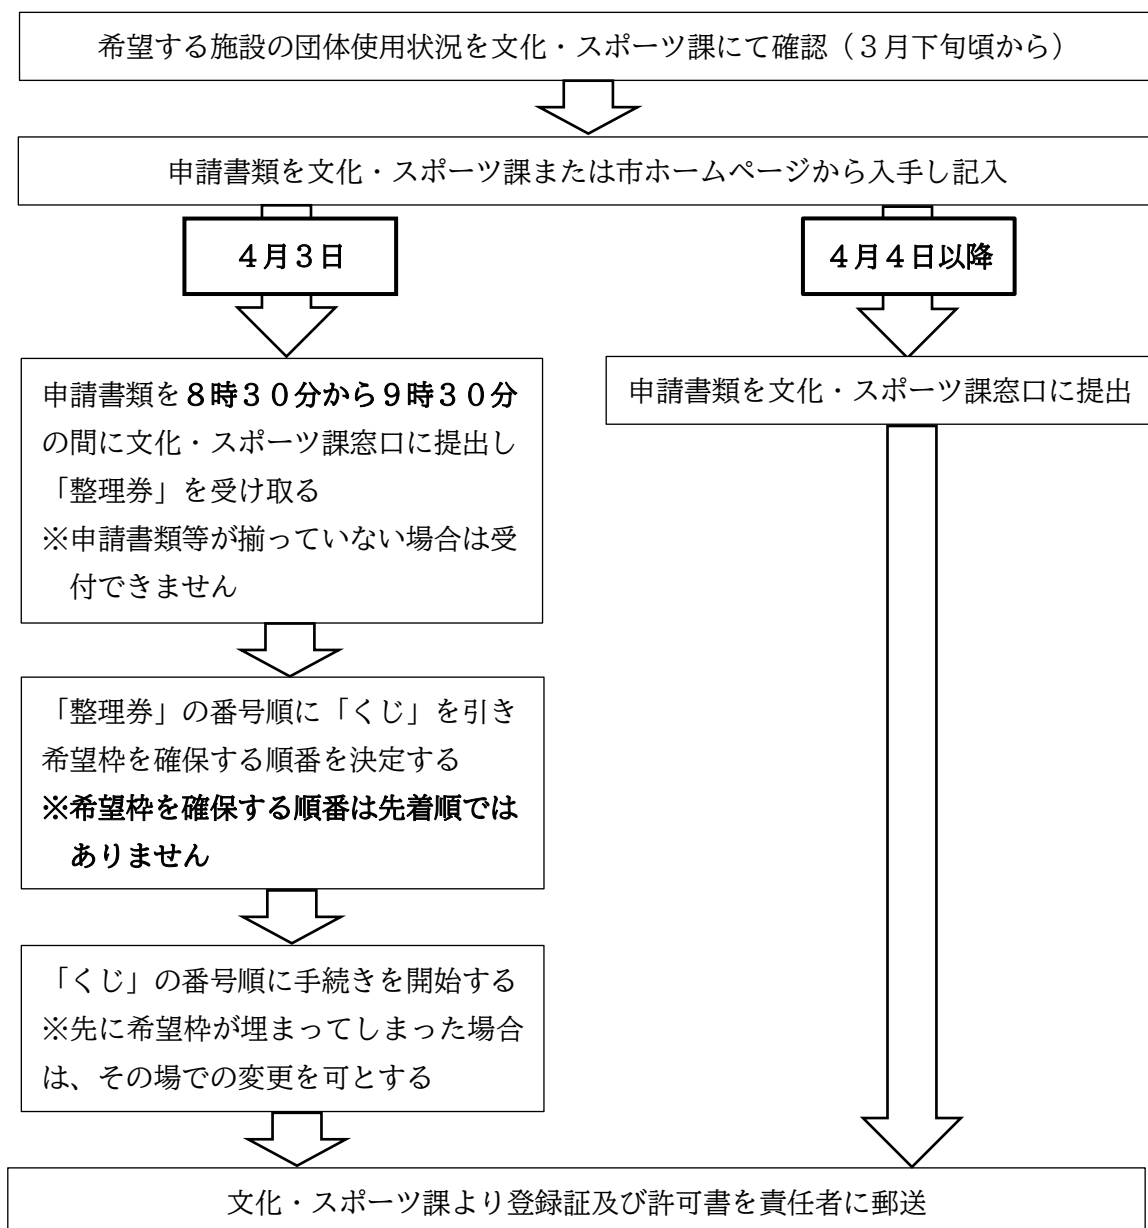 希望する施設の団体使用状況を文化・スポーツ課にて確認（３月下旬頃から）
申請書類を文化・スポーツ課または市ホームページから入手し記入
４月３日
申請書類を８時３０分から９時３０分
の間に文化・スポーツ課窓口に提出し
「整理券」を受け取る
※申請書類等が揃っていない場合は受
付できません
「整理券」の番号順に「くじ」を引き
希望枠を確保する順番を決定する
※希望枠を確保する順番は先着順では
ありません
「くじ」の番号順に手続きを開始する
※先に希望枠が埋まってしまった場合
は、その場での変更を可とする
４月４日以降
申請書類を文化・スポーツ課窓口に提出
文化・スポーツ課より登録証及び許可書を責任者に郵送